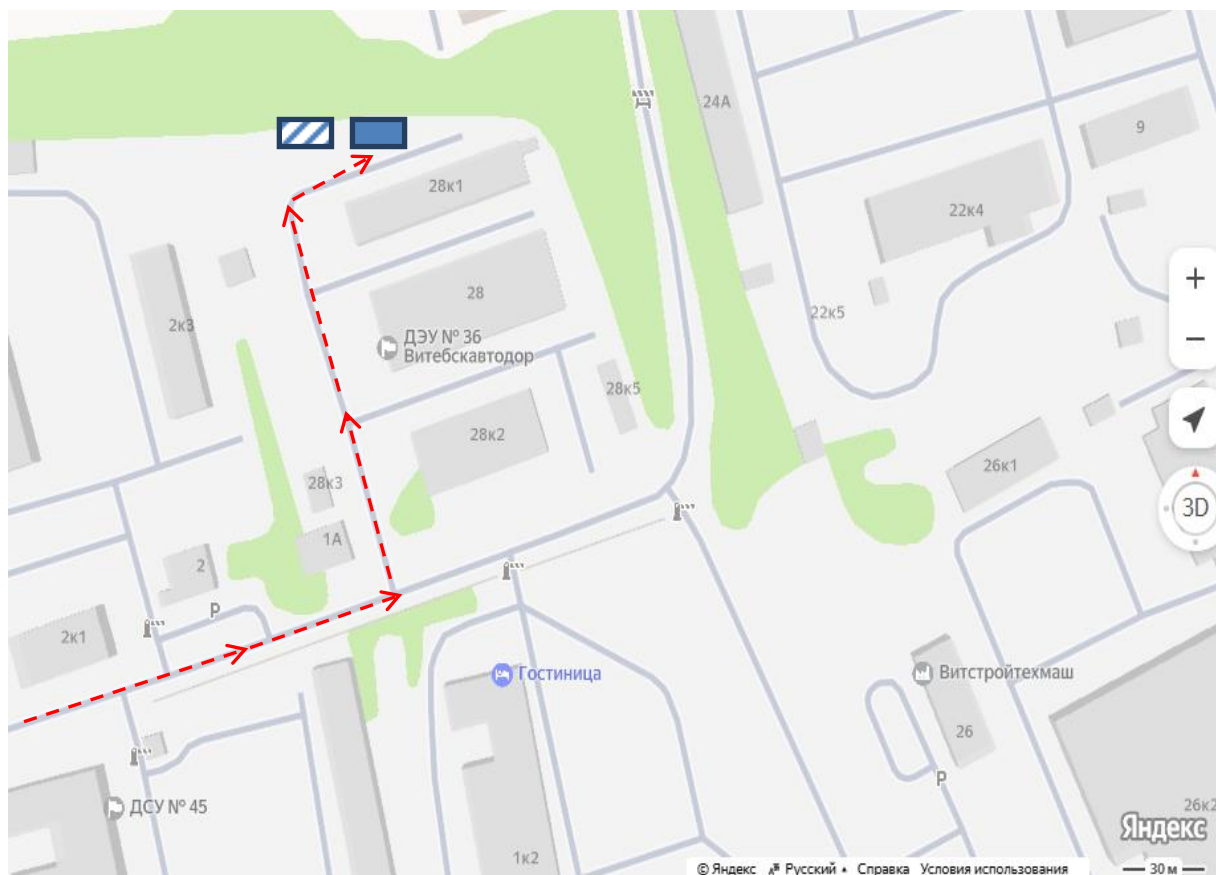 24А
9
28к1
22к4
28
22к5
2к3
ДЭУ № 36
Витебскавтодор
28к5
28к2
26к1
28к3
3D
1А
2
P
2к1
Гостиница
Витстройтехмаш
26
P
ДСУ № 45
26к2
Яндекс
1к2
© Яндекс Русский Справка Условия использования 30 м